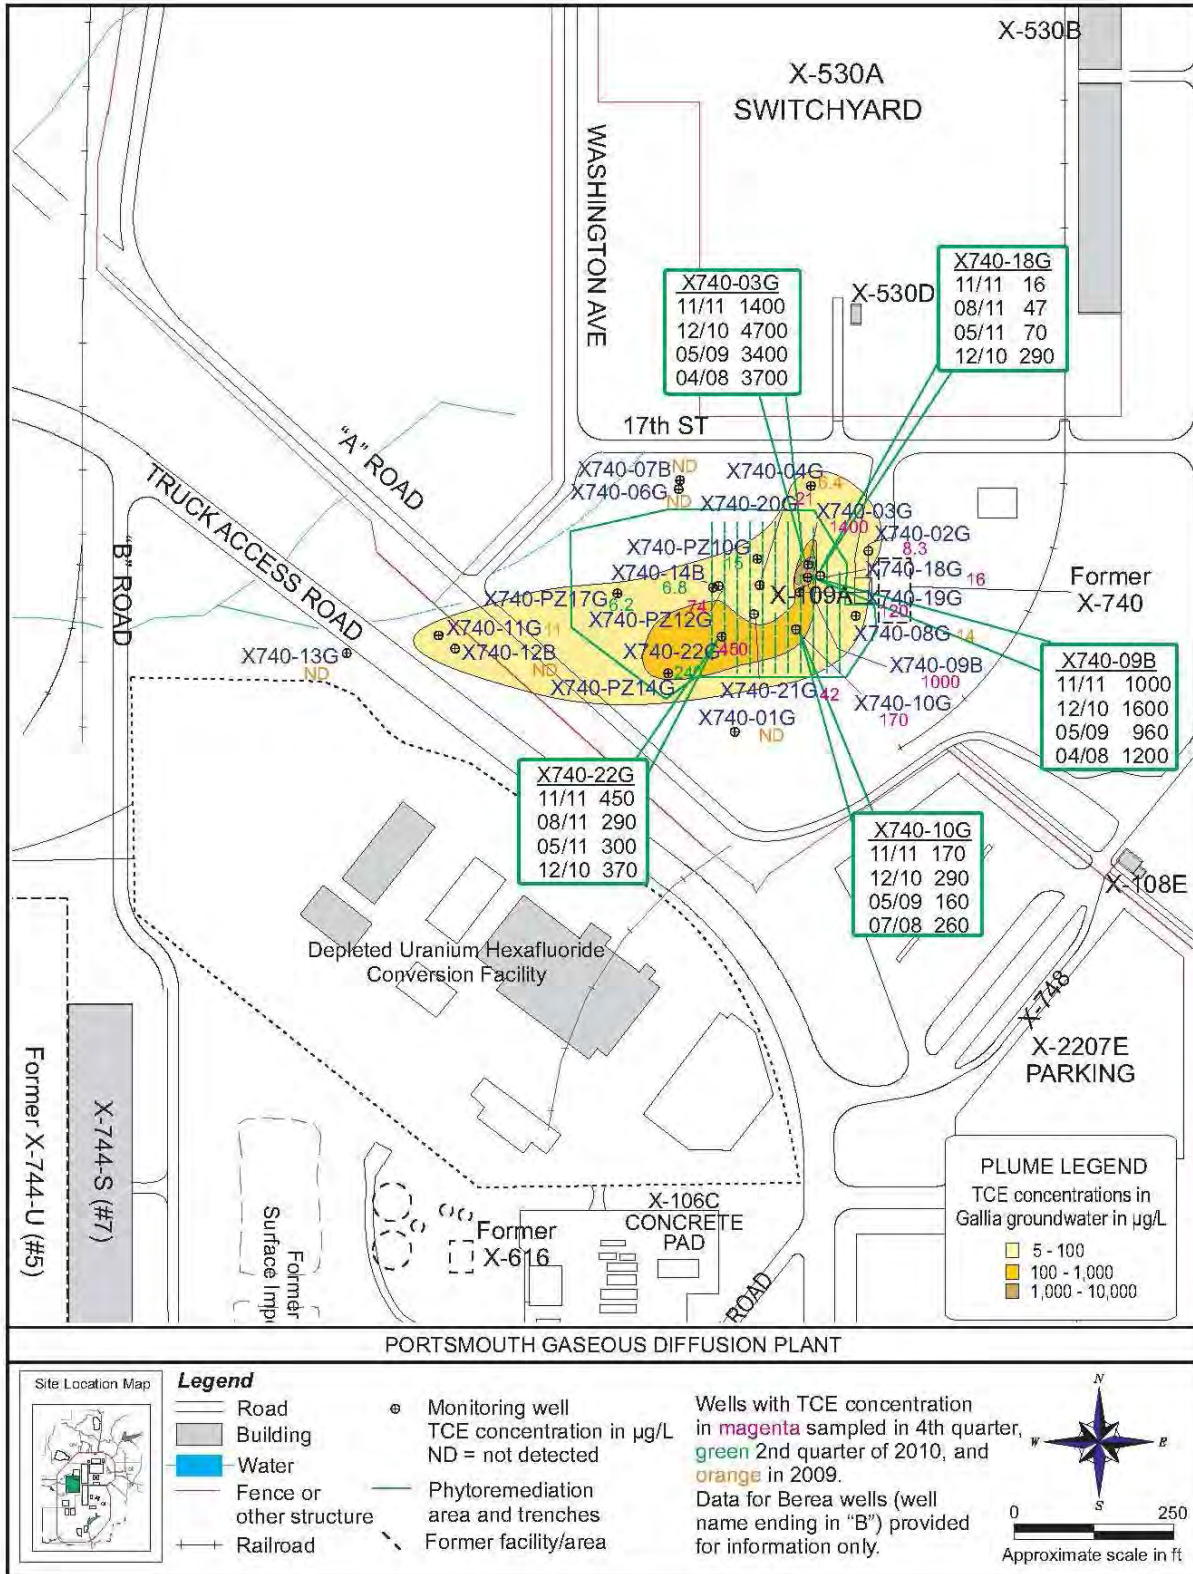 X-530B
X-530A
SWITCHYARD
WASHINGTON AVE
X740-03G
11/11 1400
12/10 4700
05/09 3400
04/08 3700
X-530D
X740-18G
11/11 16
08/11 47
05/11 70
12/10 290
17th ST
"A" ROAD
TRUCK ACCESS ROAD
"B" ROAD
X740-07B ND
X740-06G
ND
X740-04G
6.4
X740-20G
21
X740-03G
1400
X740-02G
8.3
X740-PZ10G
15
X740-14B
6.8
X740-18G 16
X-109A
X740-19G
120
Former
X-740
X740-PZ17G
6.2
74
X740-PZ12G
X740-11G 11
X740-12B
ND
X740-13G
ND
X740-08G 14
X740-22G
450
X740-09B
1000
X740-PZ14G
X740-21G 42
X740-10G
170
X740-01G
ND
X740-09B
11/11 1000
12/10 1600
05/09 960
04/08 1200
X740-22G
11/11 450
08/11 290
05/11 300
12/10 370
X740-10G
11/11 170
12/10 290
05/09 160
07/08 260
X-108E
Depleted Uranium Hexafluoride
Conversion Facility
X-748
X-2207E
PARKING
Former X-744-U (#5)
X-744-S (#7)
Former
Surface Imp
Former
X-616
X-106C
CONCRETE
PAD
ROAD
PLUME LEGEND
TCE concentrations in
Gallia groundwater in µg/L
5 - 100
100 - 1,000
1,000 - 10,000
PORTSMOUTH GASEOUS DIFFUSION PLANT
Site Location Map
Legend
Road
Building
Water
Fence or
other structure
Railroad
Monitoring well
TCE concentration in µg/L
ND = not detected
Phytoremediation
area and trenches
Former facility/area
Wells with TCE concentration
in magenta sampled in 4th quarter,
green 2nd quarter of 2010, and
orange in 2009.
Data for Berea wells (well
name ending in "B") provided
for information only.
N
W E
S
0 250
Approximate scale in ft